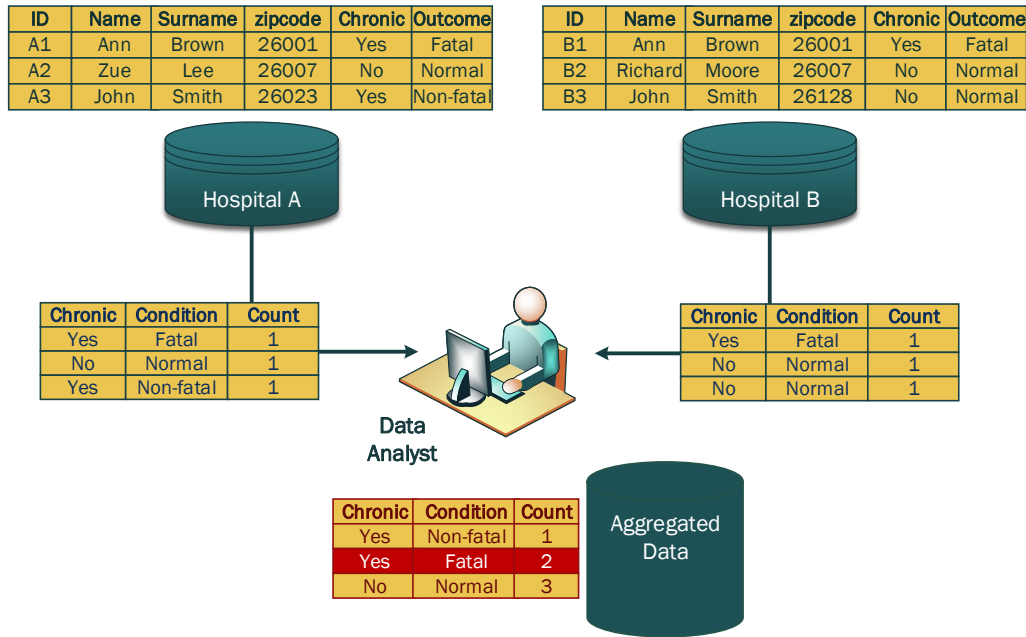 ID Name Surname zipcode Chronic Outcome
A1 Ann Brown 26001 Yes Fatal
A2 Zue Lee 26007 No Normal
A3 John Smith 26023 Yes Non-fatal
ID Name Surname zipcode Chronic Outcome
B1 Ann Brown 26001 Yes Fatal
B2 Richard Moore 26007 No Normal
B3 John Smith 26128 No Normal
Hospital A
Hospital B
Chronic Condition Count
Yes Fatal 1
No Normal 1
Yes Non-fatal 1
Chronic Condition Count
Yes Fatal 1
No Normal 1
No Normal 1
Data
Analyst
Chronic Condition Count
Yes Non-fatal 1
Yes Fatal 2
No Normal 3
Aggregated
Data